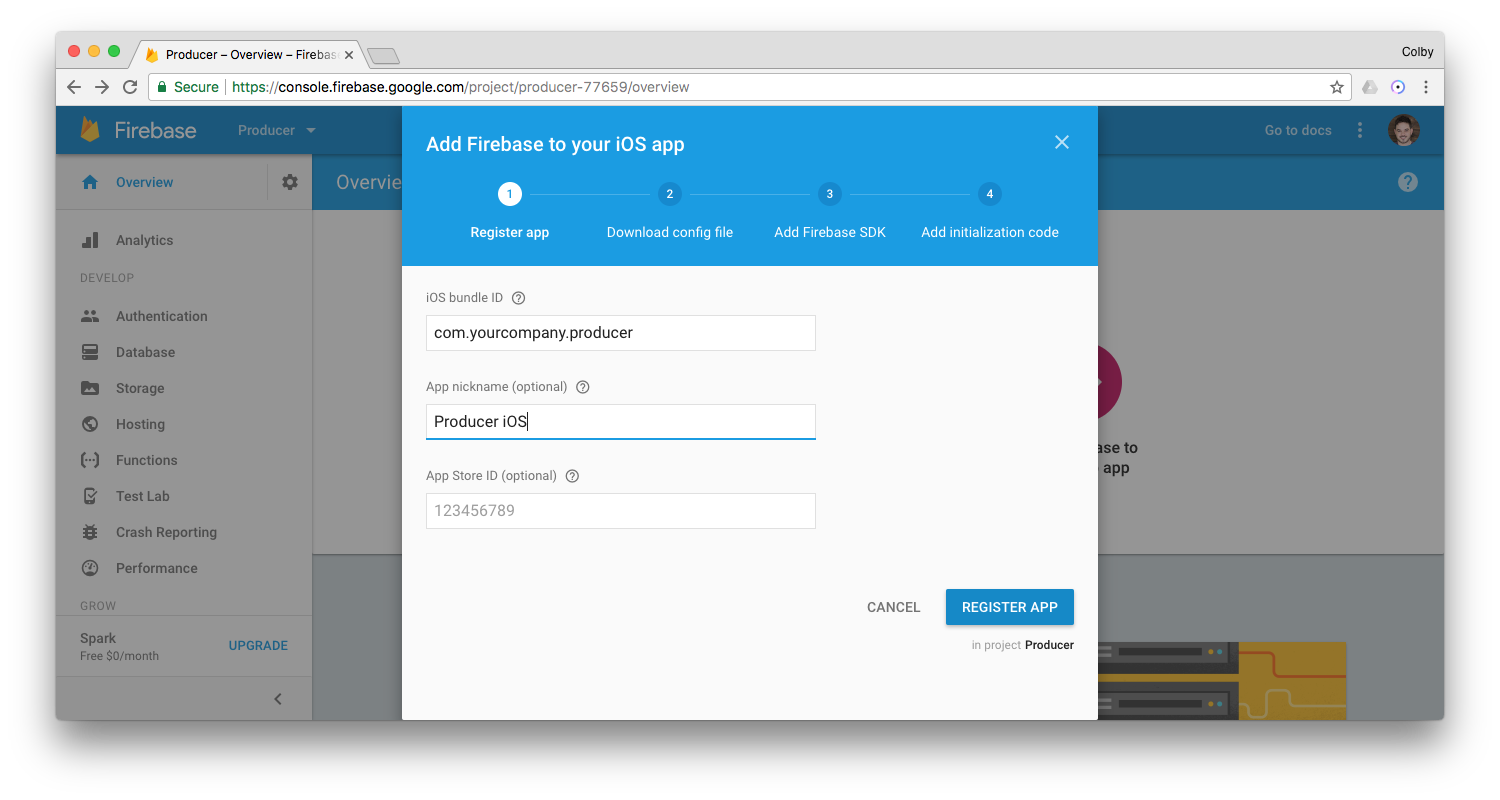 Producer – Overview – Firebas
Colby
Secure https://console.firebase.google.com/project/producer-77659/overview
Firebase
Producer
Go to docs
Overview
Overvie
Analytics
DEVELOP
Authentication
Database
Storage
Hosting
Functions
Test Lab
Crash Reporting
Performance
GROW
Spark
Free $0/month
UPGRADE
Add Firebase to your iOS app
1
2
3
4
Register app
Download config file
Add Firebase SDK
Add initialization code
iOS bundle ID
com.yourcompany.producer
App nickname (optional)
Producer iOS
App Store ID (optional)
123456789
CANCEL
REGISTER APP
in project Producer
ase to
app